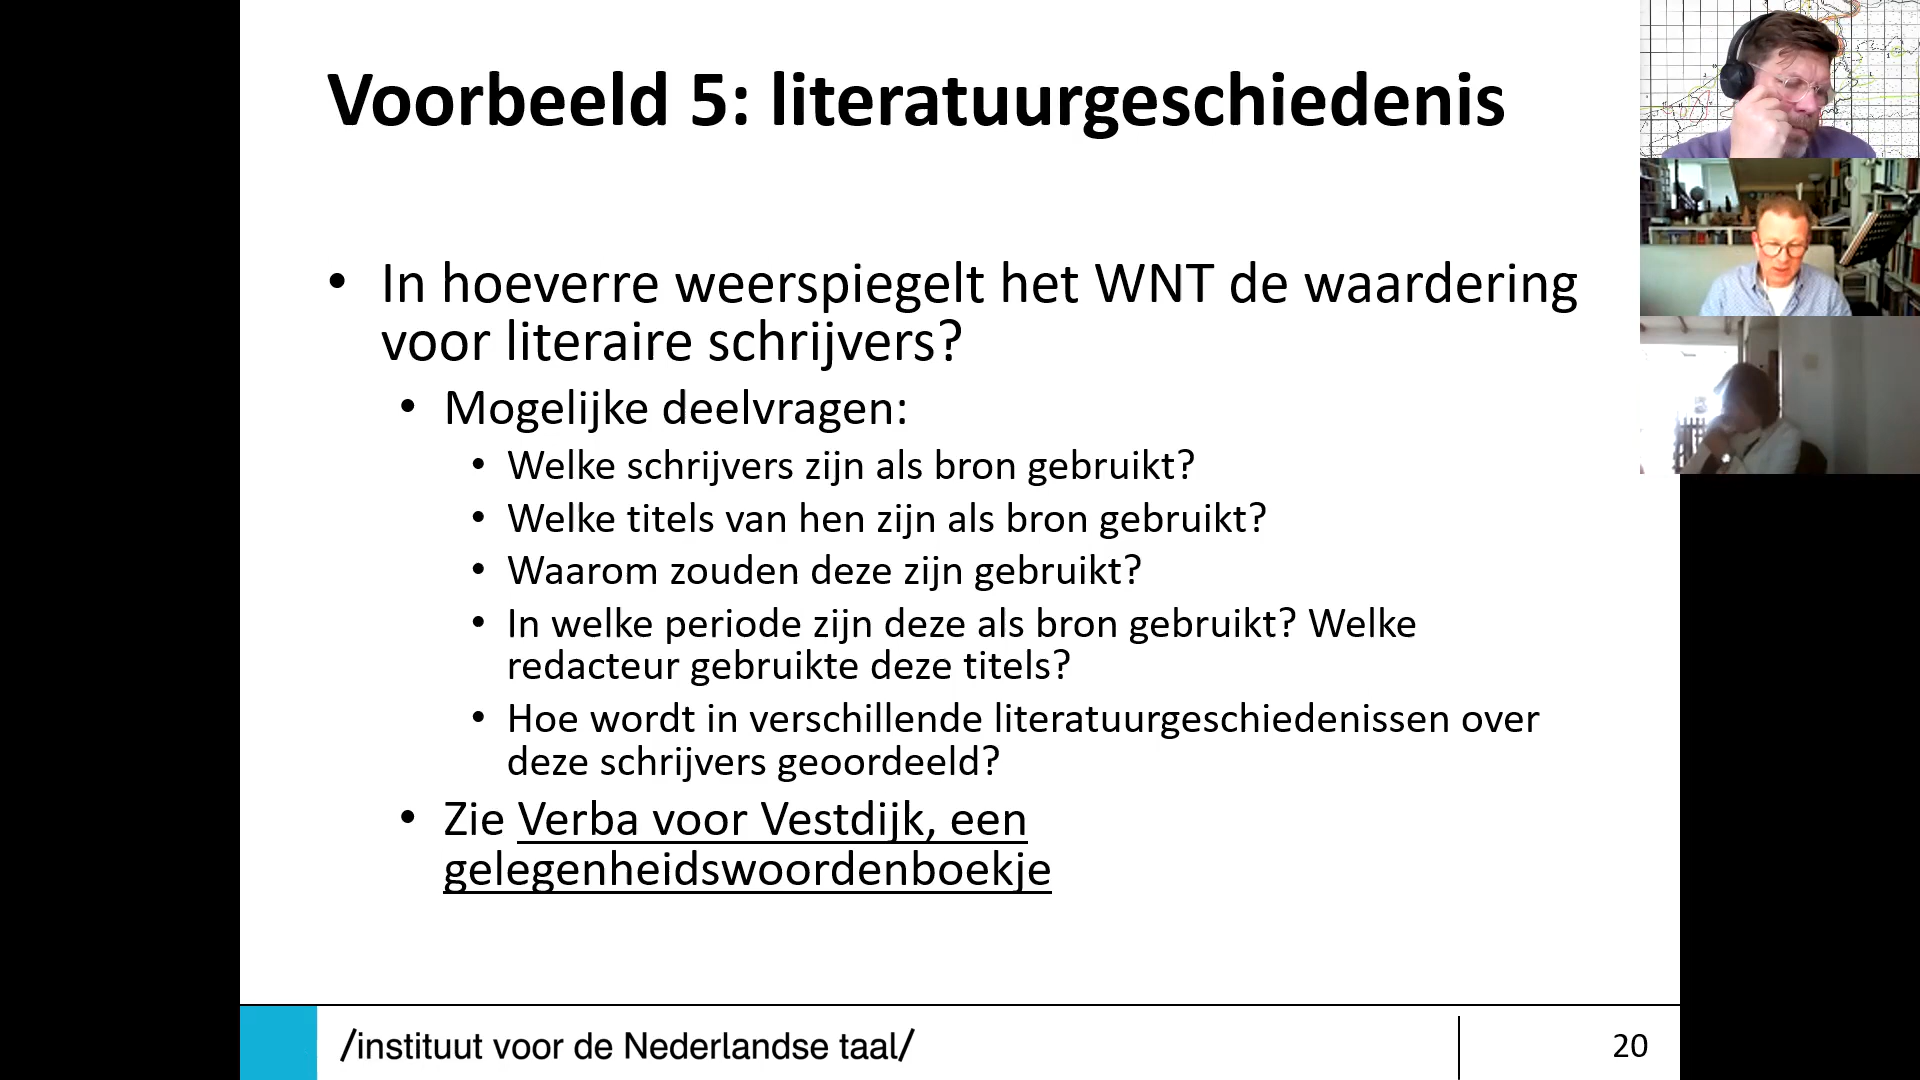 Voorbeeld 5: literatuurgeschiedenis
• In hoeverre weerspiegelt het WNT de waardering
voor literaire schrijvers?
• Mogelijke deelvragen:
• Welke schrijvers zijn als bron gebruikt?
• Welke titels van hen zijn als bron gebruikt?
• Waarom zouden deze zijn gebruikt?
• In welke periode zijn deze als bron gebruikt? Welke
redacteur gebruikte deze titels?
• Hoe wordt in verschillende literatuurgeschiedenissen over
deze schrijvers geoordeeld?
• Zie Verba voor Vestdijk, een
gelegenheidswoordenboekje
/instituut voor de Nederlandse taal/
20